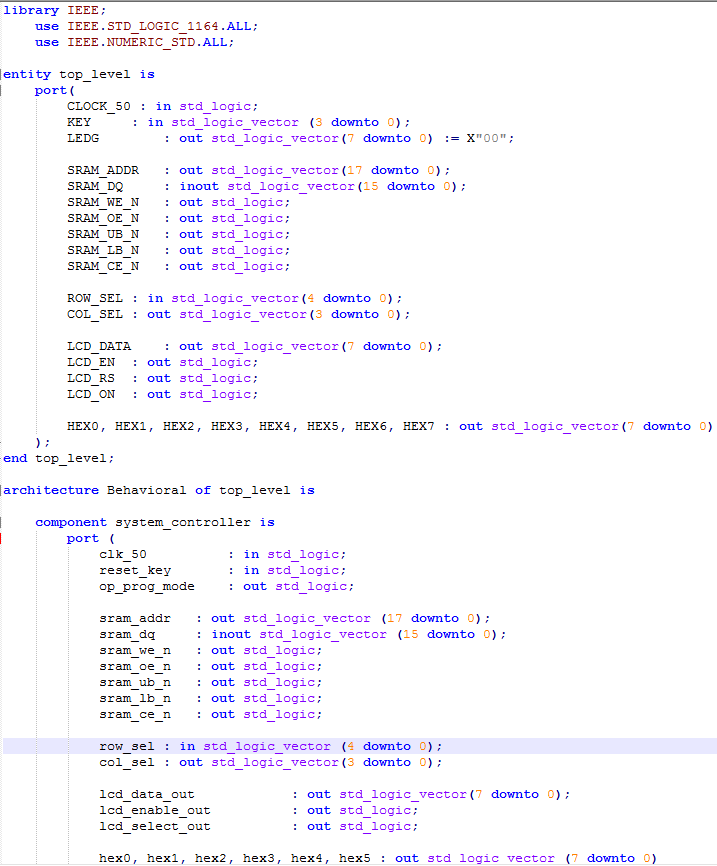 library IEEE;
use IEEE.STD_LOGIC_1164.ALL;
use IEEE.NUMERIC_STD.ALL;
entity top_level is
port(
CLOCK_50 : in std_logic;
KEY : in std_logic_vector (3 downto 0);
LEDG : out std_logic_vector(7 downto 0) := X"00";
SRAM_ADDR : out std_logic_vector(17 downto 0);
SRAM_DQ : inout std_logic_vector(15 downto 0);
SRAM_WE_N : out std_logic;
SRAM_OE_N : out std_logic;
SRAM_UB_N : out std_logic;
SRAM_LB_N : out std_logic;
SRAM_CE_N : out std_logic;
ROW_SEL : in std_logic_vector(4 downto 0);
COL_SEL : out std_logic_vector(3 downto 0);
LCD_DATA : out std_logic_vector(7 downto 0);
LCD_EN : out std_logic;
LCD_RS : out std_logic;
LCD_ON : out std_logic;
HEX0, HEX1, HEX2, HEX3, HEX4, HEX5, HEX6, HEX7 : out std_logic_vector(7 downto 0)
);
end top_level;
architecture Behavioral of top_level is
component system_controller is
port (
clk_50 : in std_logic;
reset_key : in std_logic;
op_prog_mode : out std_logic;
sram_addr : out std_logic_vector (17 downto 0);
sram_dq : inout std_logic_vector (15 downto 0);
sram_we_n : out std_logic;
sram_oe_n : out std_logic;
sram_ub_n : out std_logic;
sram_lb_n : out std_logic;
sram_ce_n : out std_logic;
row_sel : in std_logic_vector (4 downto 0);
col_sel : out std_logic_vector(3 downto 0);
lcd_data_out : out std_logic_vector(7 downto 0);
lcd_enable_out : out std_logic;
lcd_select_out : out std_logic;
hex0, hex1, hex2, hex3, hex4, hex5 : out std_logic_vector (7 downto 0)